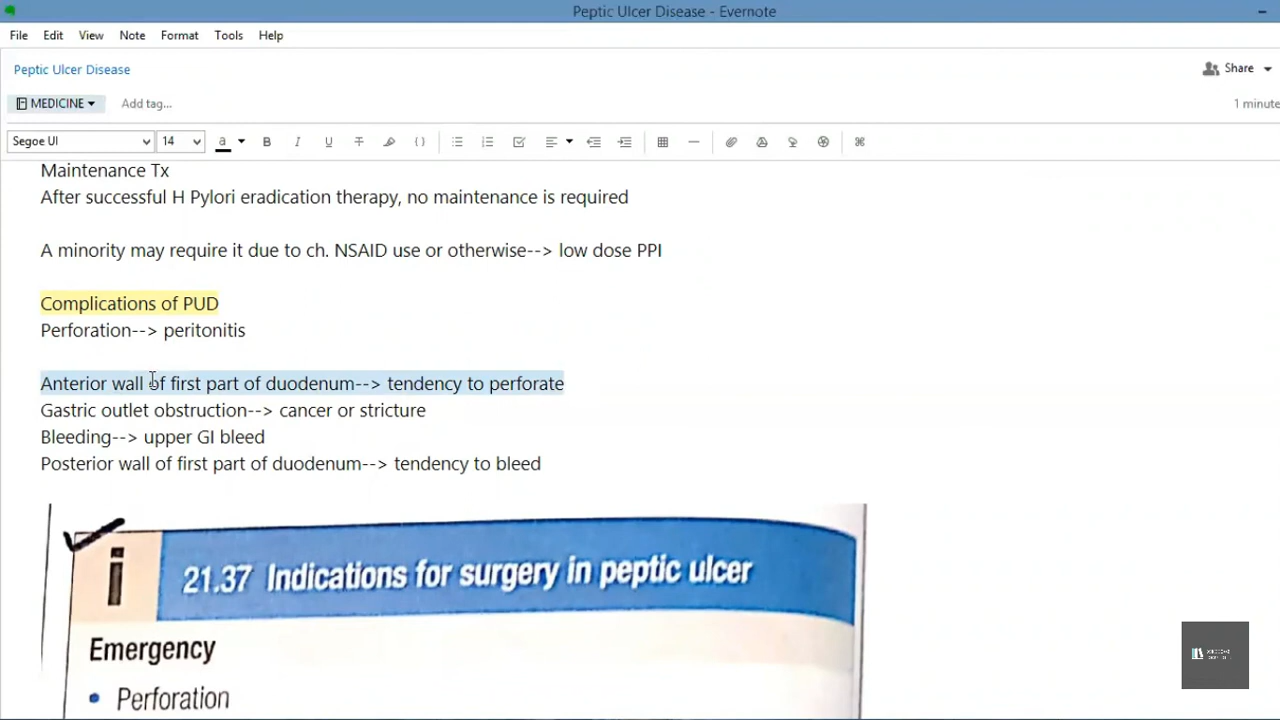 Peptic Ulcer Disease - Evernote
File Edit View Note Format Tools Help
Peptic Ulcer Disease
Share
MEDICINE Add tag...
1 minute
Segoe UI 14 a B I U T { }
Maintenance Tx
After successful H Pylori eradication therapy, no maintenance is required
A minority may require it due to ch. NSAID use or otherwise--> low dose PPI
Complications of PUD
Perforation--> peritonitis
Anterior wall of first part of duodenum--> tendency to perforate
Gastric outlet obstruction--> cancer or stricture
Bleeding--> upper GI bleed
Posterior wall of first part of duodenum--> tendency to bleed
i 21.37 Indications for surgery in peptic ulcer
Emergency
• Perforation